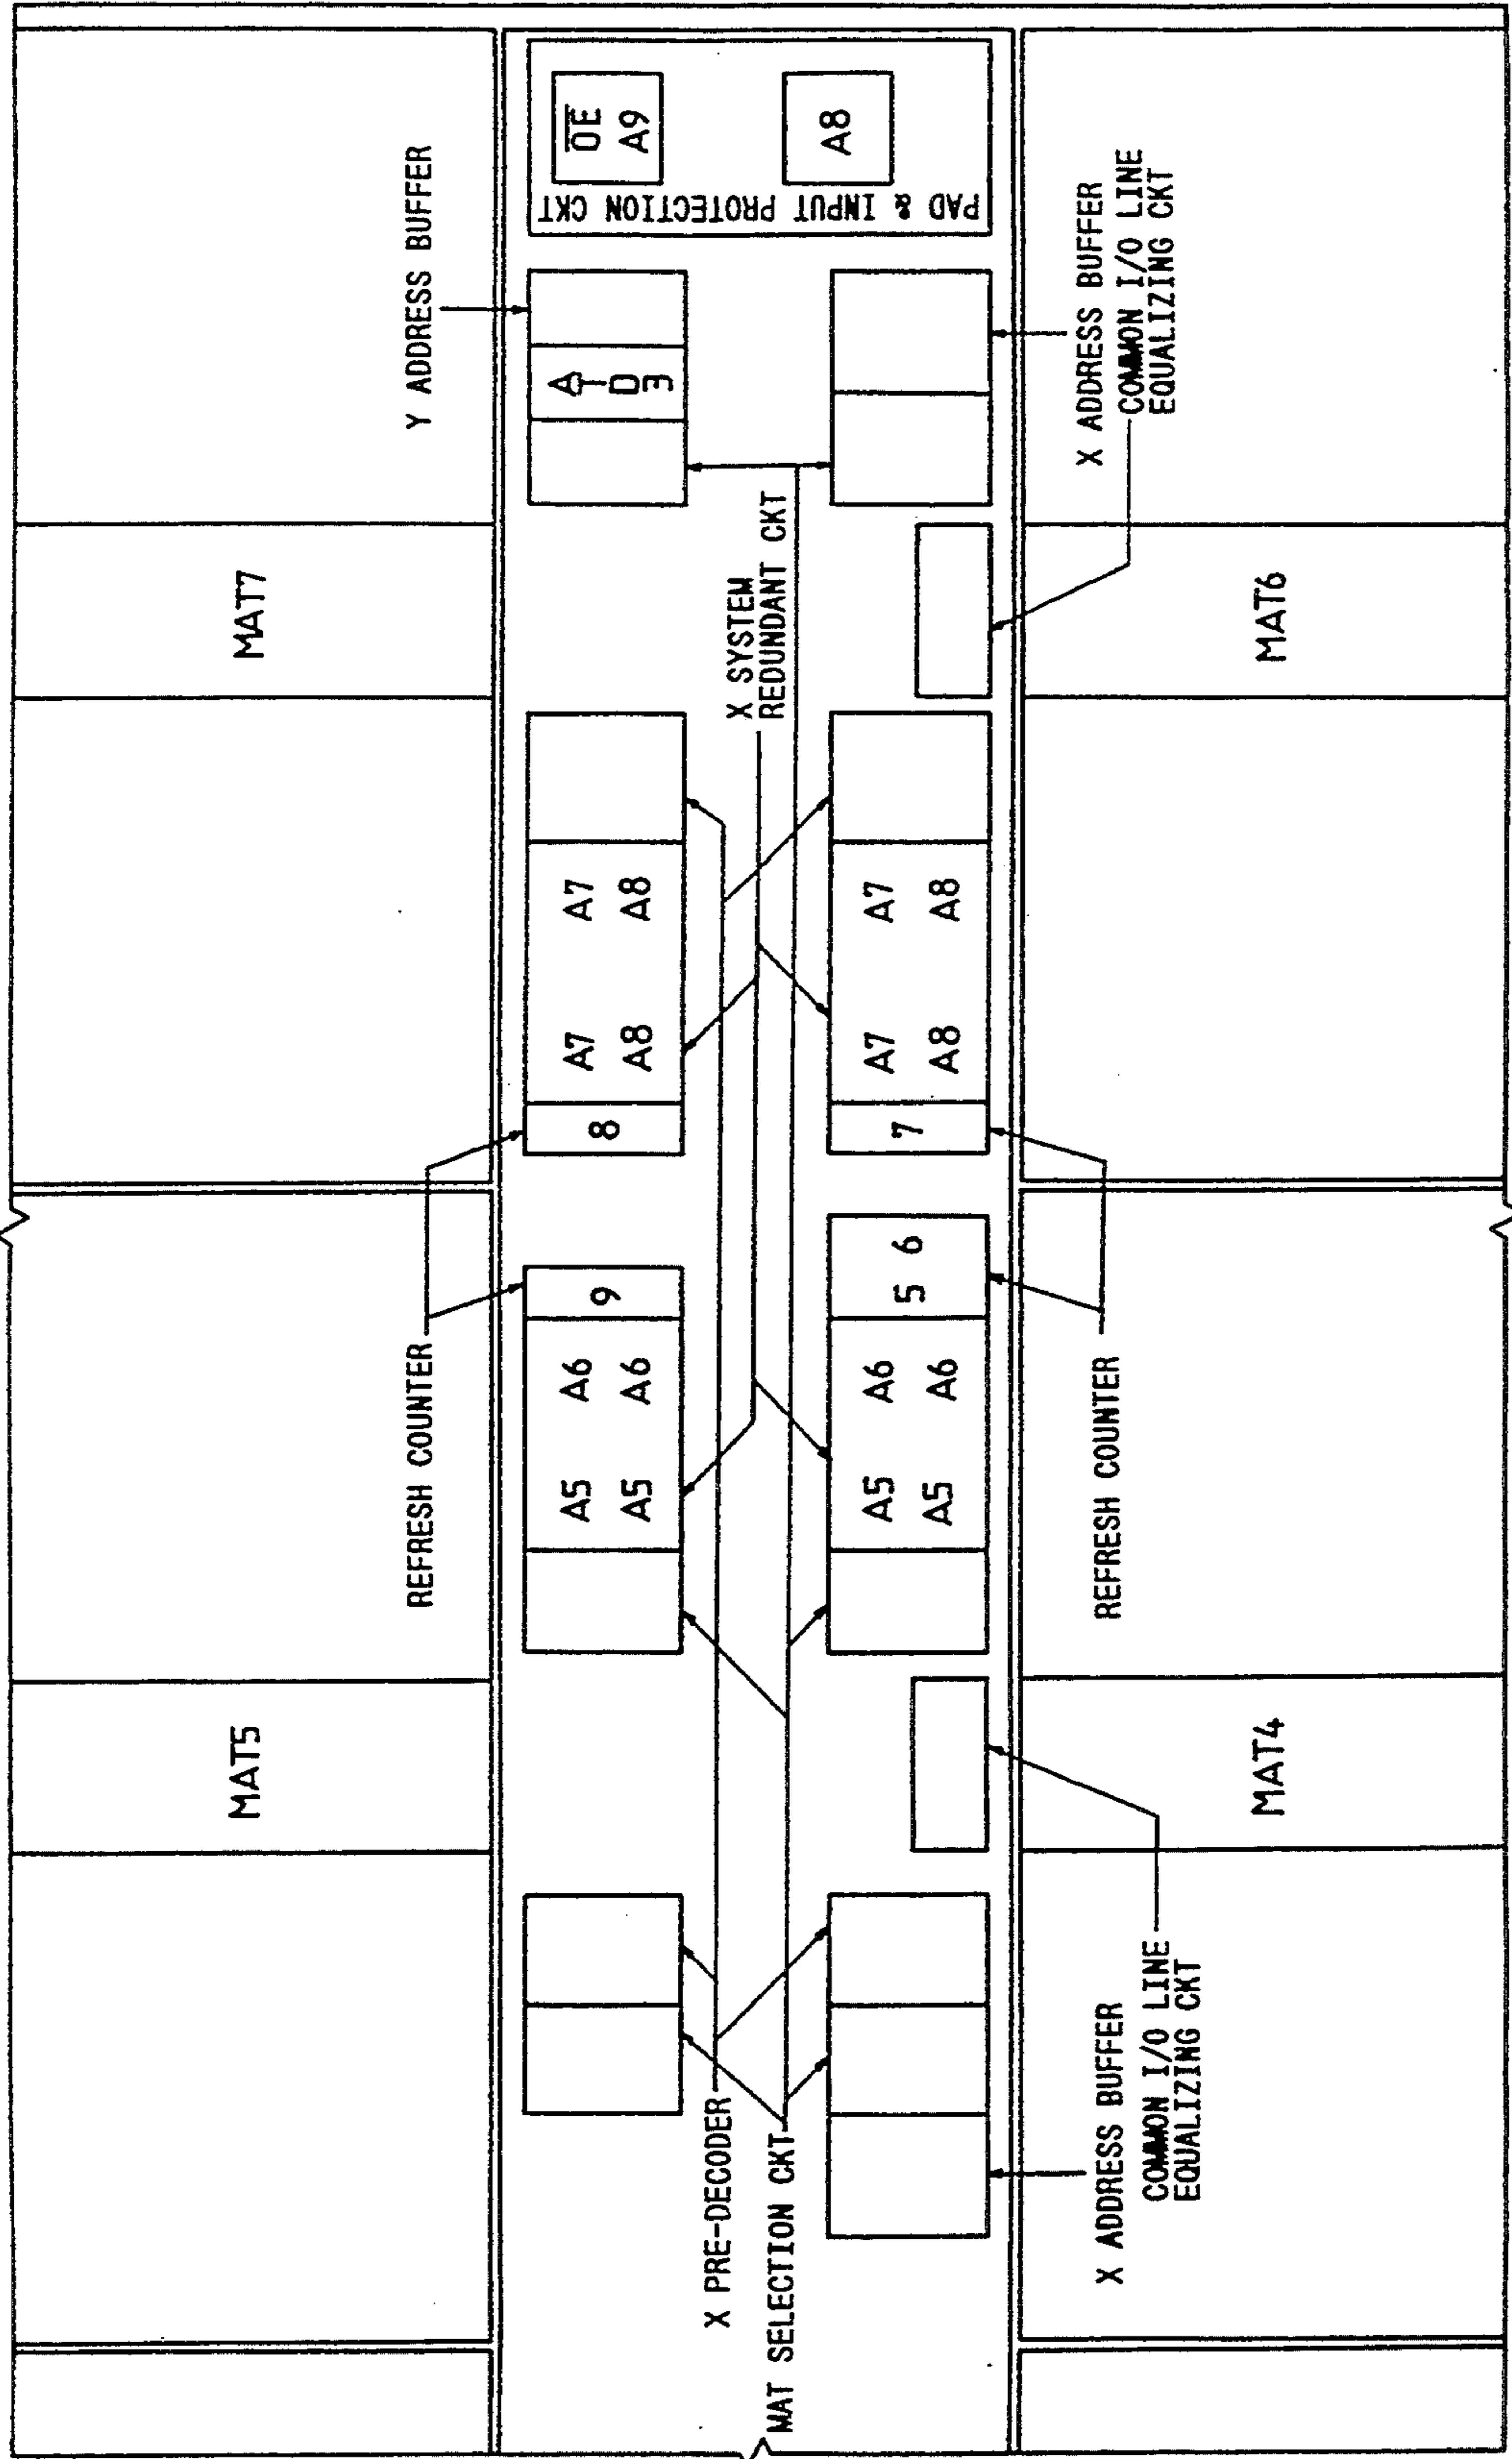 MAT5
MAT7
REFRESH COUNTER
Y ADDRESS BUFFER
A5 A6
A5 A6
9
8
A7 A7
A8 A8
ATD3
OE
A9
PAD & INPUT PROTECTION CKT
A8
X PRE-DECODER
X SYSTEM
REDUNDANT CKT
MAT SELECTION CKT
A5 A6
A5 A6
5 6
7
A7 A7
A8 A8
X ADDRESS BUFFER
COMMON I/O LINE
EQUALIZING CKT
REFRESH COUNTER
X ADDRESS BUFFER
COMMON I/O LINE
EQUALIZING CKT
MAT4
MAT6